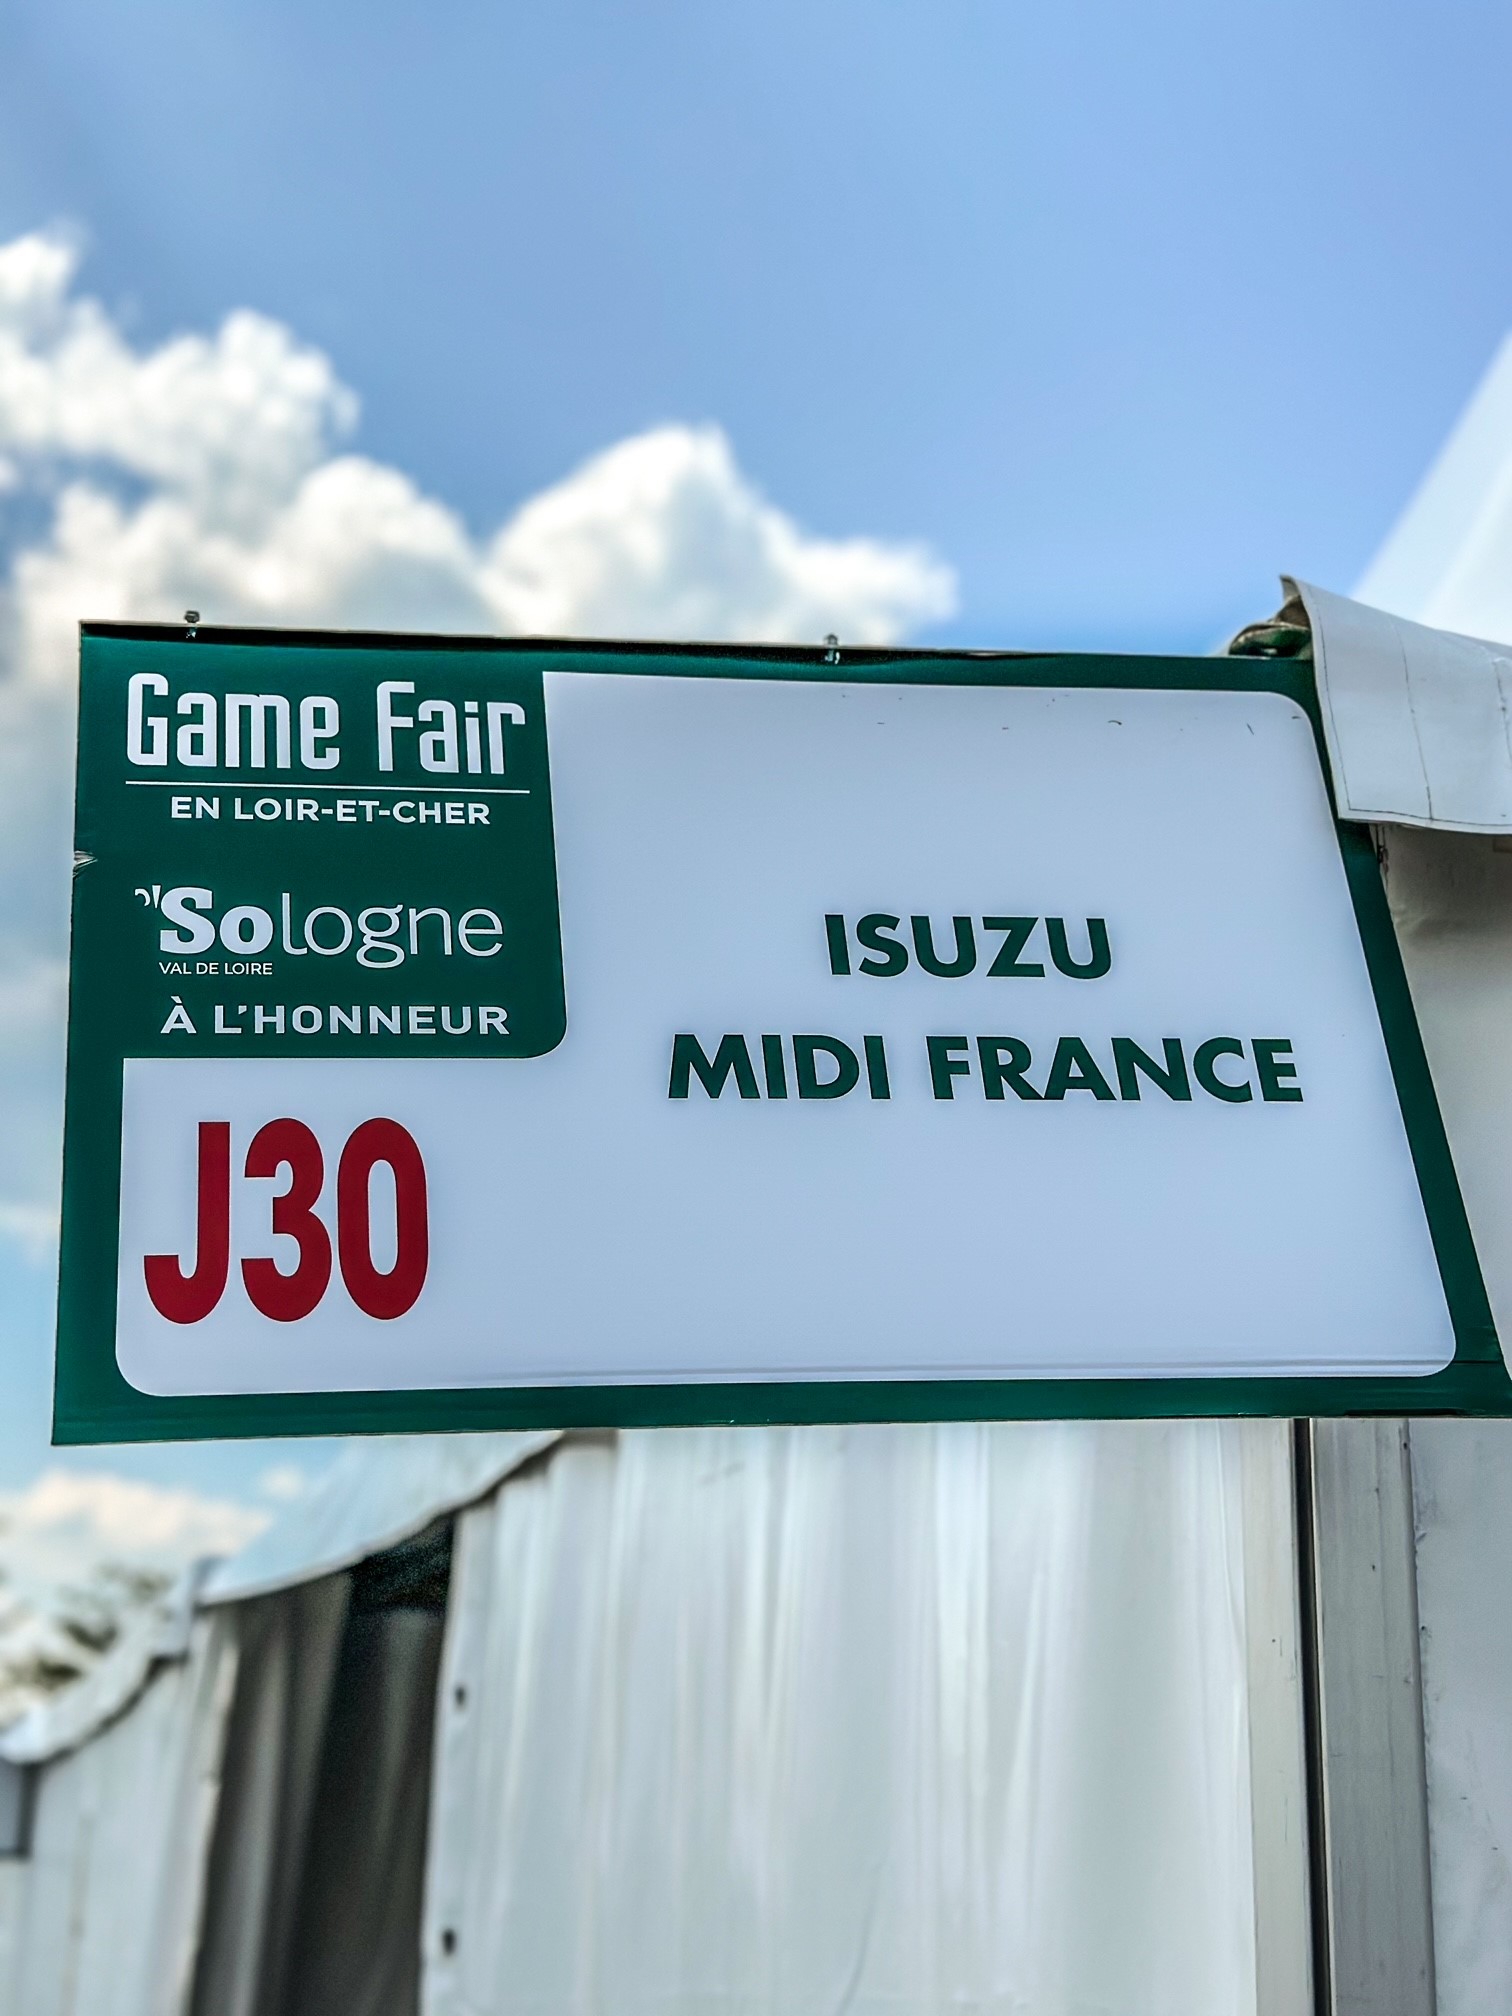 Game Fair
EN LOIR-ET-CHER
Sologne
VAL DE LOIRE
À L'HONNEUR
J30
ISUZU
MIDI FRANCE